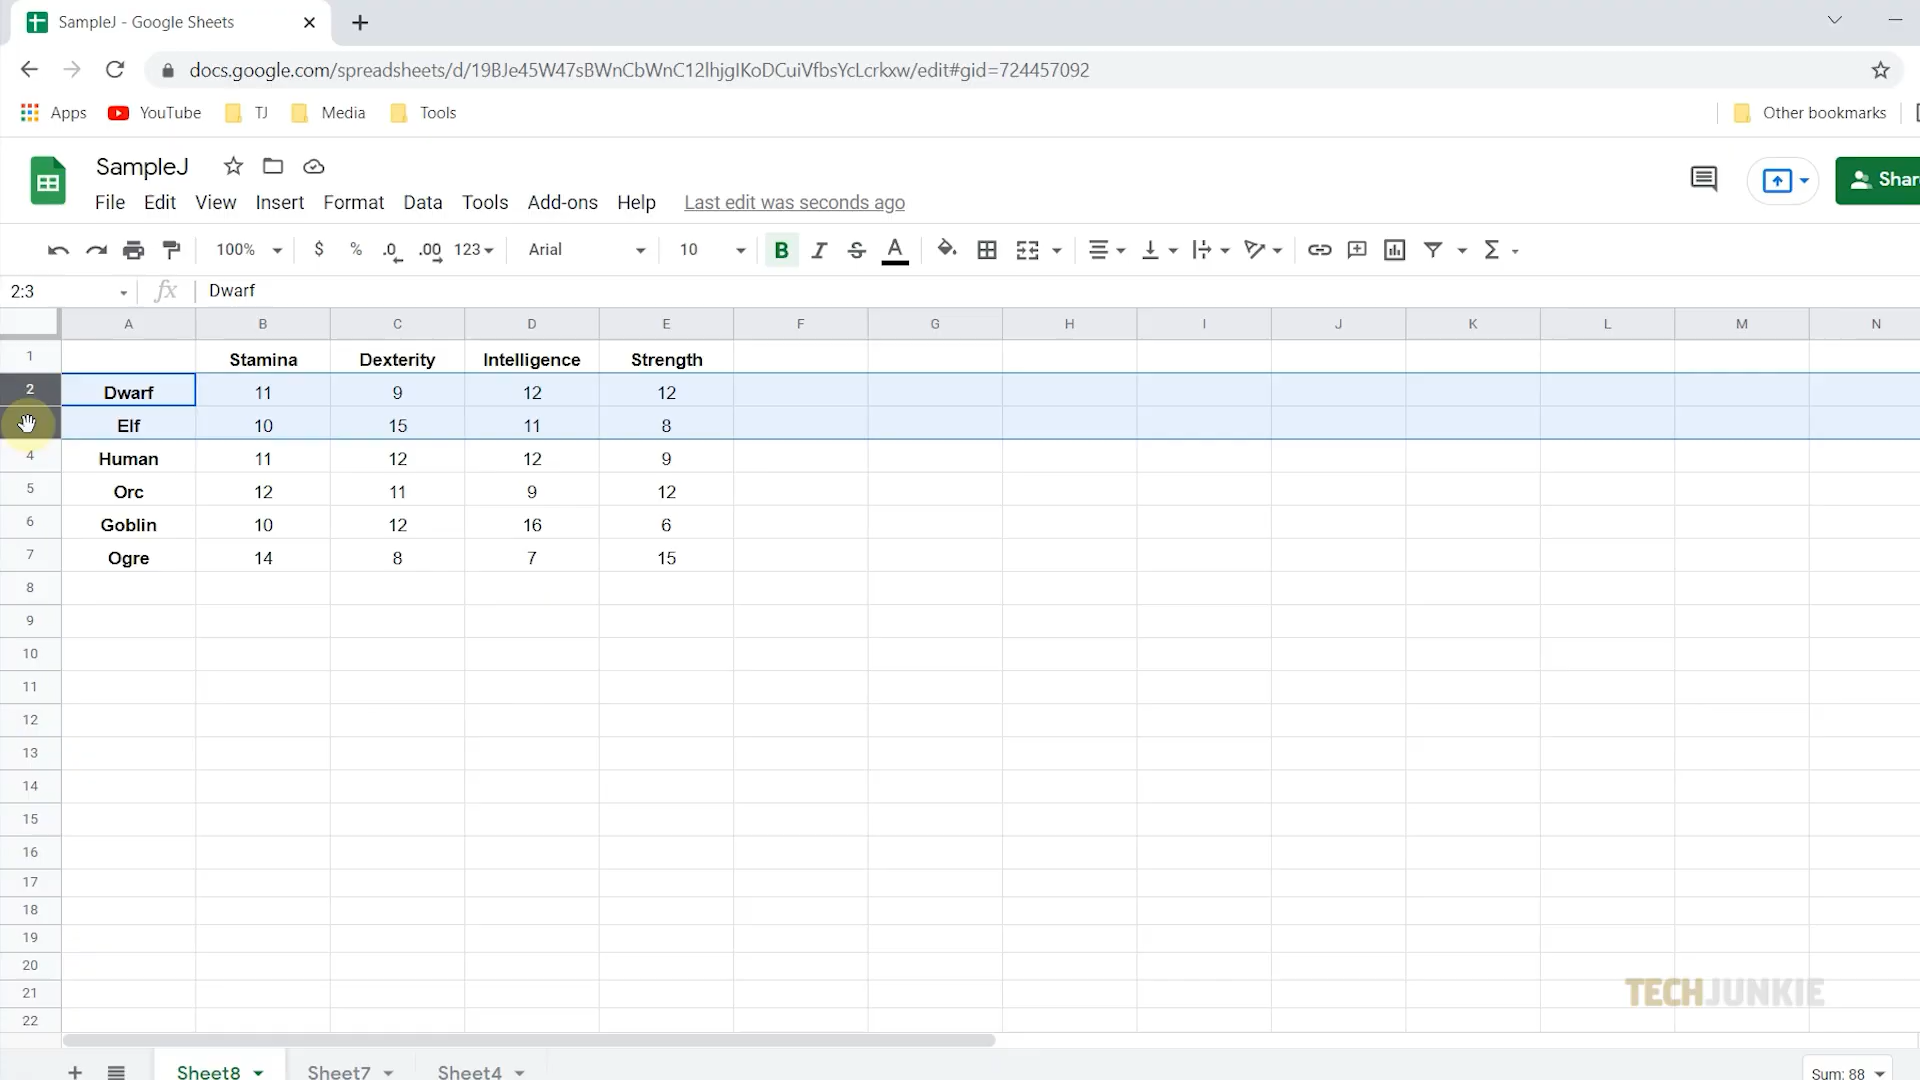 SampleJ - Google Sheets
docs.google.com/spreadsheets/d/19BJe45W47sBWnCbWnC12lhjgIKoDCuiVfbsYcLcrkxw/edit#gid=724457092
Apps YouTube TJ Media Tools Other bookmarks
SampleJ
File Edit View Insert Format Data Tools Add-ons Help Last edit was seconds ago
Shar
100% $ % .0 .00 123 Arial 10 B I S A Σ
2:3 fx Dwarf
A B C D E F G H I J K L M N
1 Stamina Dexterity Intelligence Strength
2 Dwarf 11 9 12 12
Elf 10 15 11 8
4 Human 11 12 12 9
5 Orc 12 11 9 12
6 Goblin 10 12 16 6
7 Ogre 14 8 7 15
8
9
10
11
12
13
14
15
16
17
18
19
20
21
22
TECHJUNKIE
Sheet8 Sheet7 Sheet4 Sum: 88